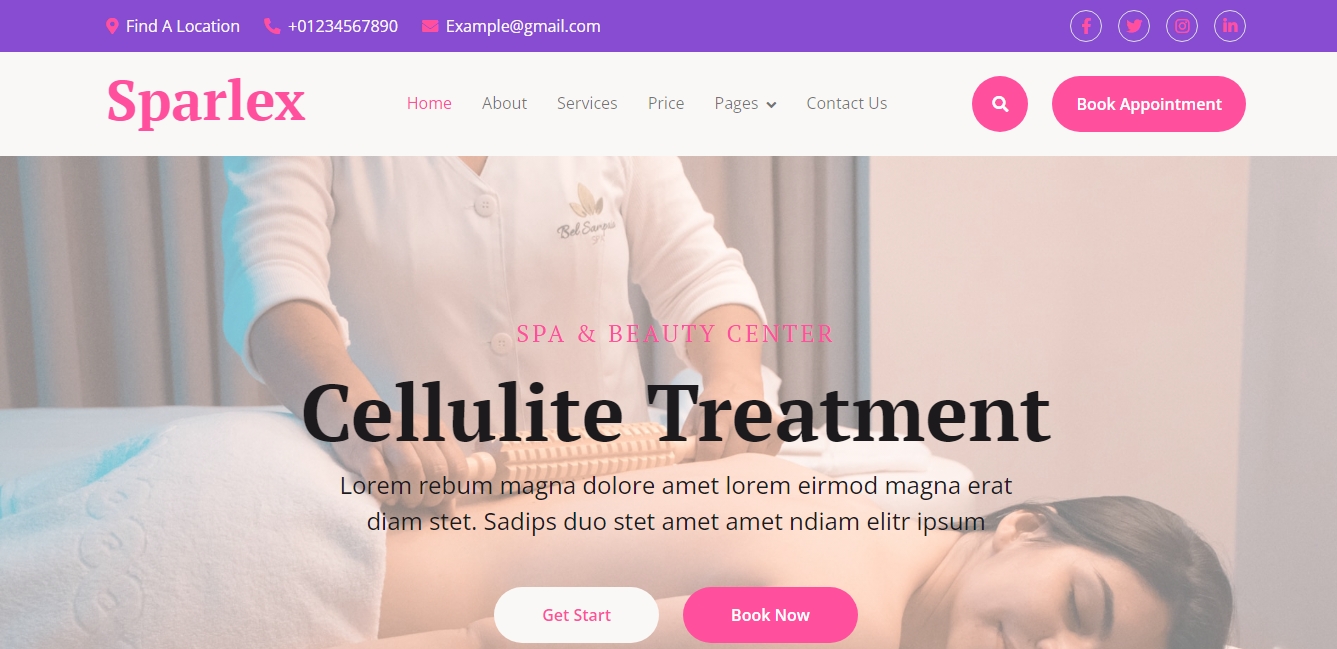 Find A Location +01234567890 Example@gmail.com
Sparlex Home About Services Price Pages Contact Us Book Appointment
Bel Sampas
SPA & BEAUTY CENTER
Cellulite Treatment
Lorem rebum magna dolore amet lorem eirmod magna erat
diam stet. Sadips duo stet amet amet ndiam elitr ipsum
Get Start Book Now